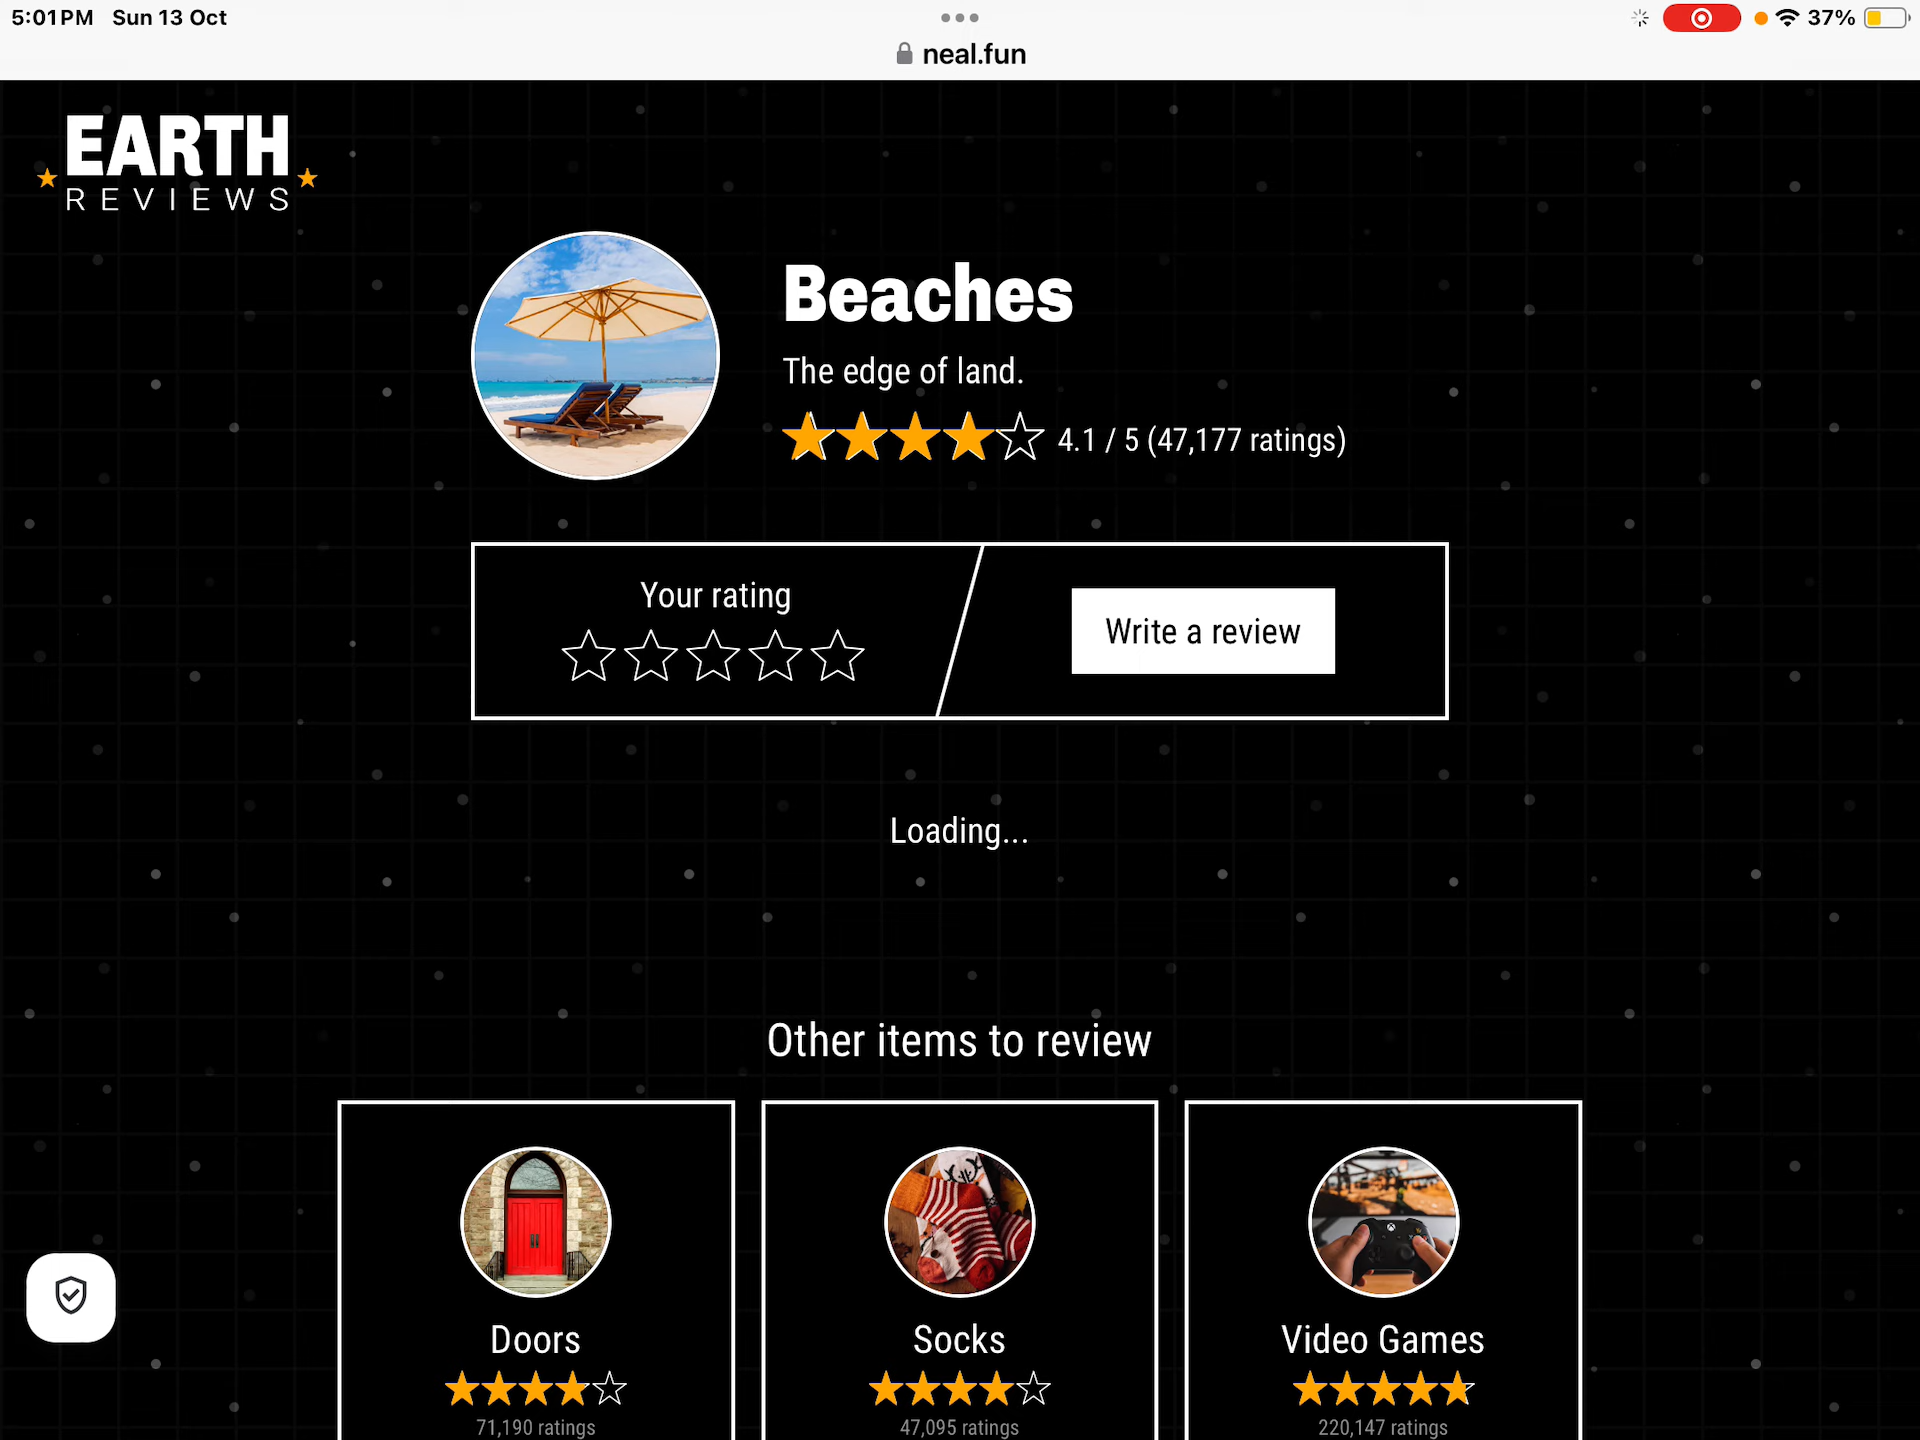 5:01 PM Sun 13 Oct
37%
neal.fun
EARTH
REVIEWS
Beaches
The edge of land.
4.1 / 5 (47,177 ratings)
Your rating
Write a review
Loading...
Other items to review
Doors
71,190 ratings
Socks
47,095 ratings
Video Games
220,147 ratings